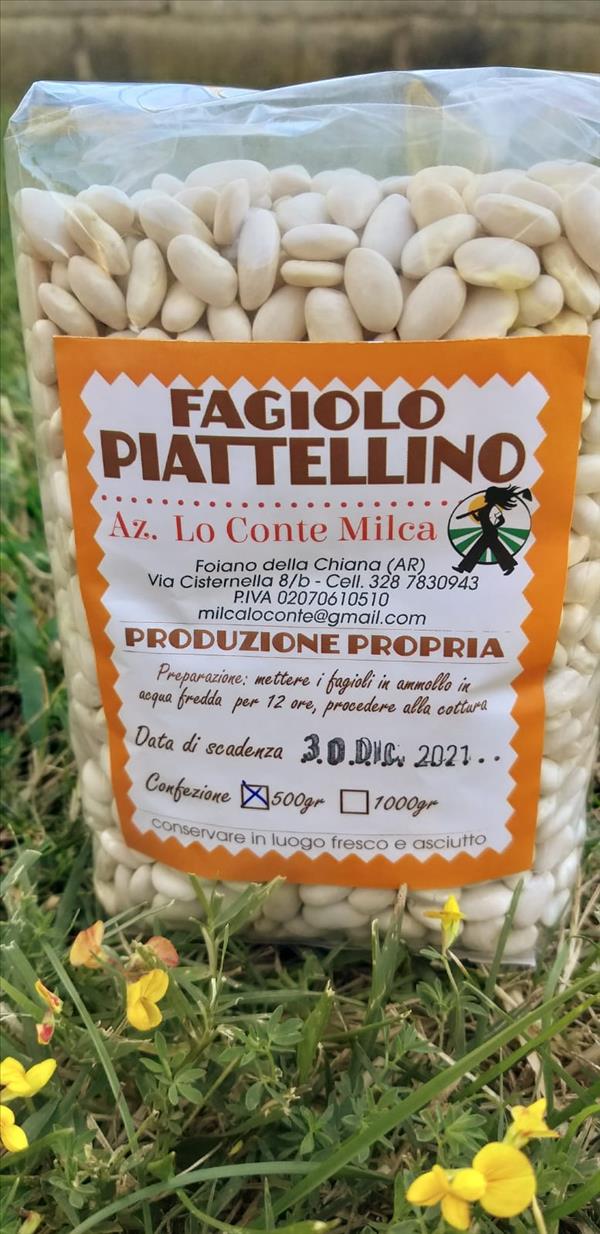 FAGIOLO
PIATTELLINO
Az. Lo Conte Milca
Foiano della Chiana (AR)
Via Cisternella 8/b - Cell. 328 7830943
P.IVA 02070610510
milcaloconte@gmail.com
PRODUZIONE PROPRIA
Preparazione: mettere i fagioli in ammollo in
acqua fredda per 12 ore, procedere alla cottura
Data di scadenza 30.DIC. 2021..
Confezione 500gr 1000gr
conservare in luogo fresco e asciutto